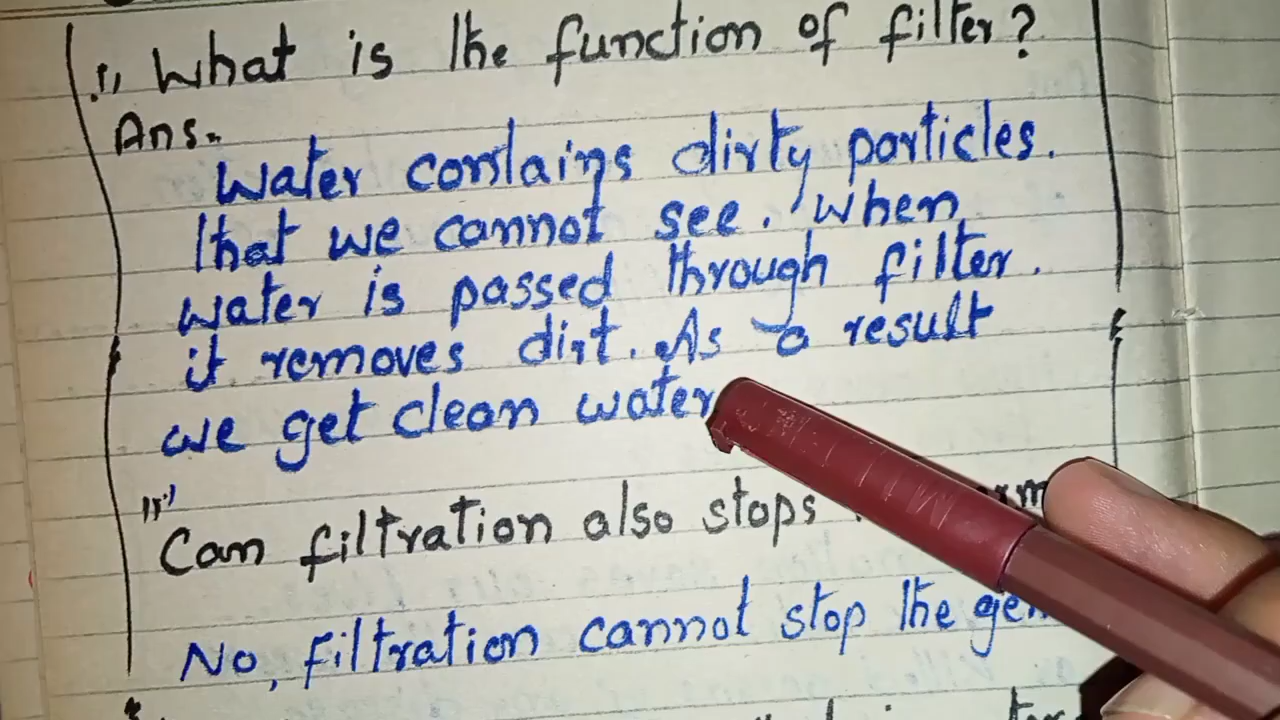 i, What is the function of filter?
Ans.
Water contains dirty particles.
that we cannot see. When
water is passed through filter.
it removes dirt. As a result
we get clean water
ii, Can filtration also stops
No, filtration cannot stop the